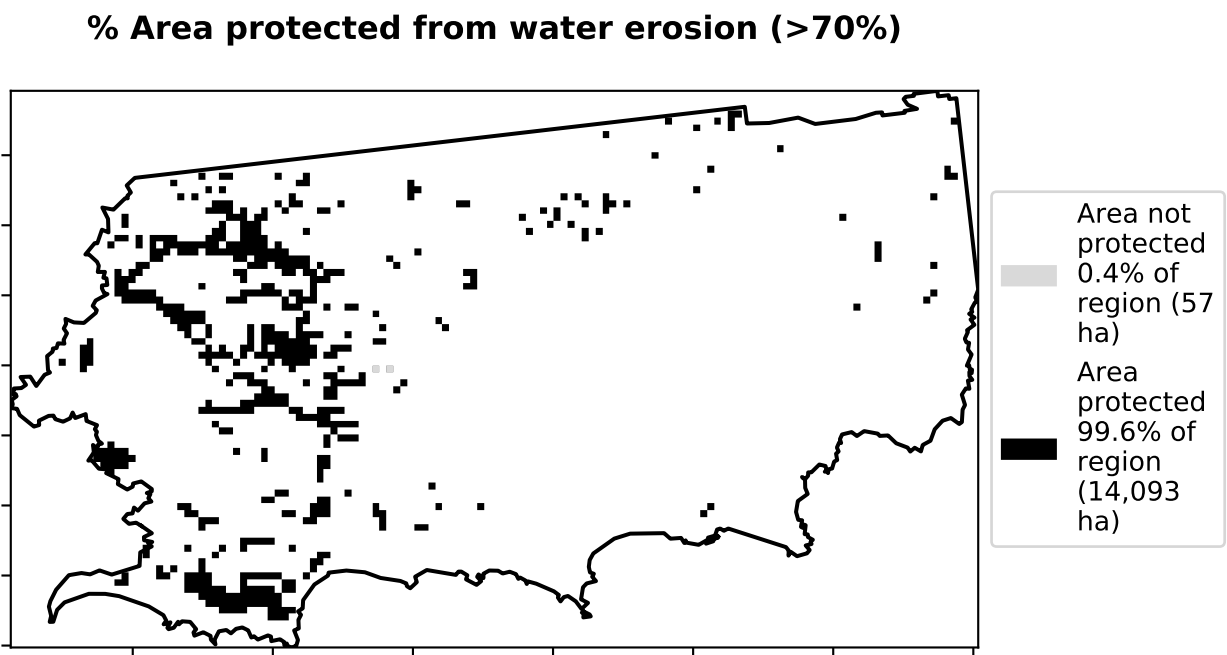 % Area protected from water erosion (>70%)
Area not
protected
0.4% of
region (57
ha)
Area
protected
99.6% of
region
(14,093
ha)